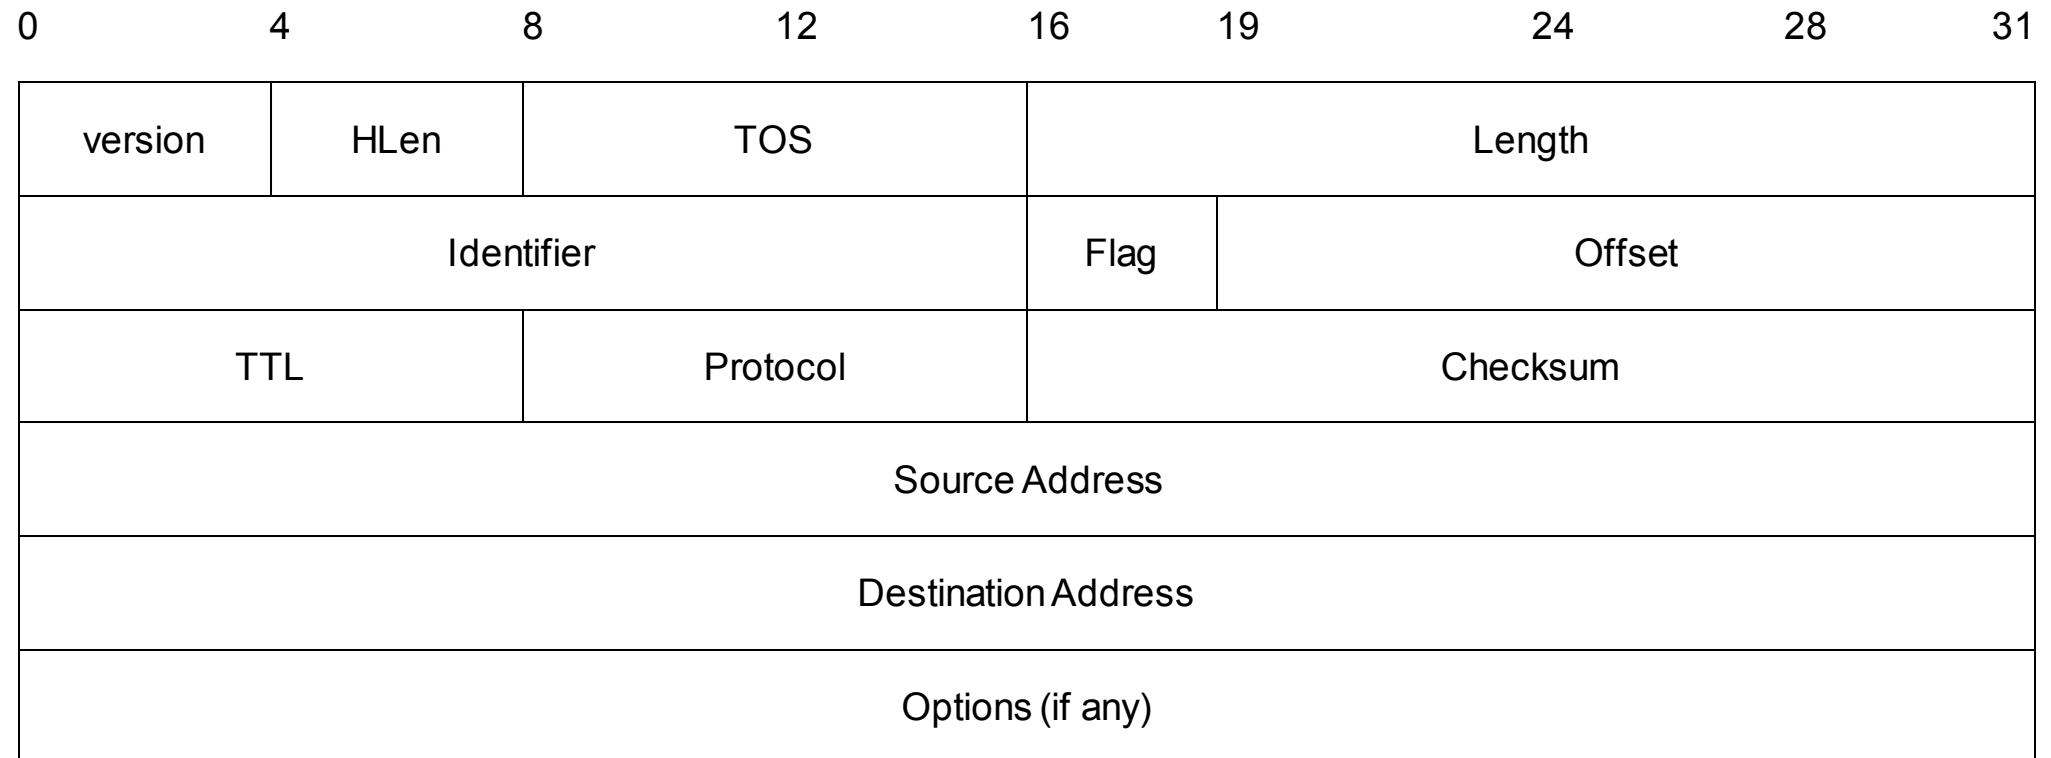 0 4 8 12 16 19 24 28 31
version HLen TOS Length
Identifier Flag Offset
TTL Protocol Checksum
Source Address
Destination Address
Options (if any)